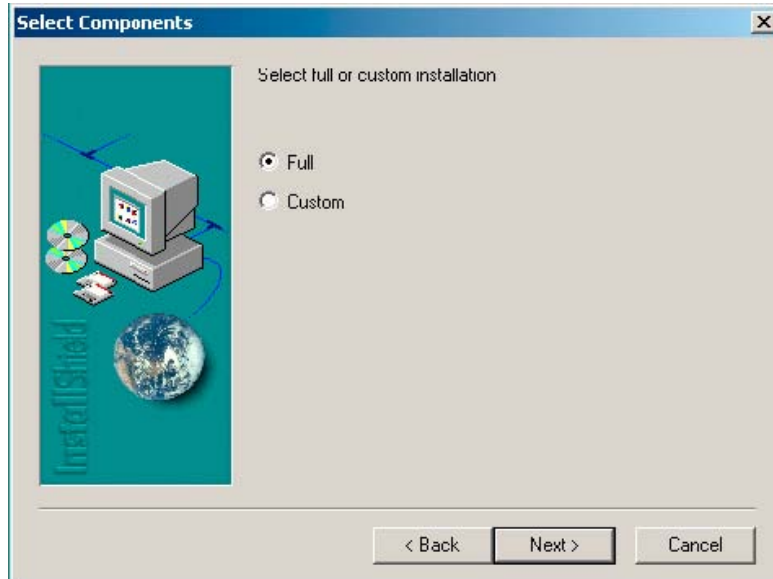 Select Components
Select full or custom installation
Full
Custom
InstallShield
< Back
Next >
Cancel